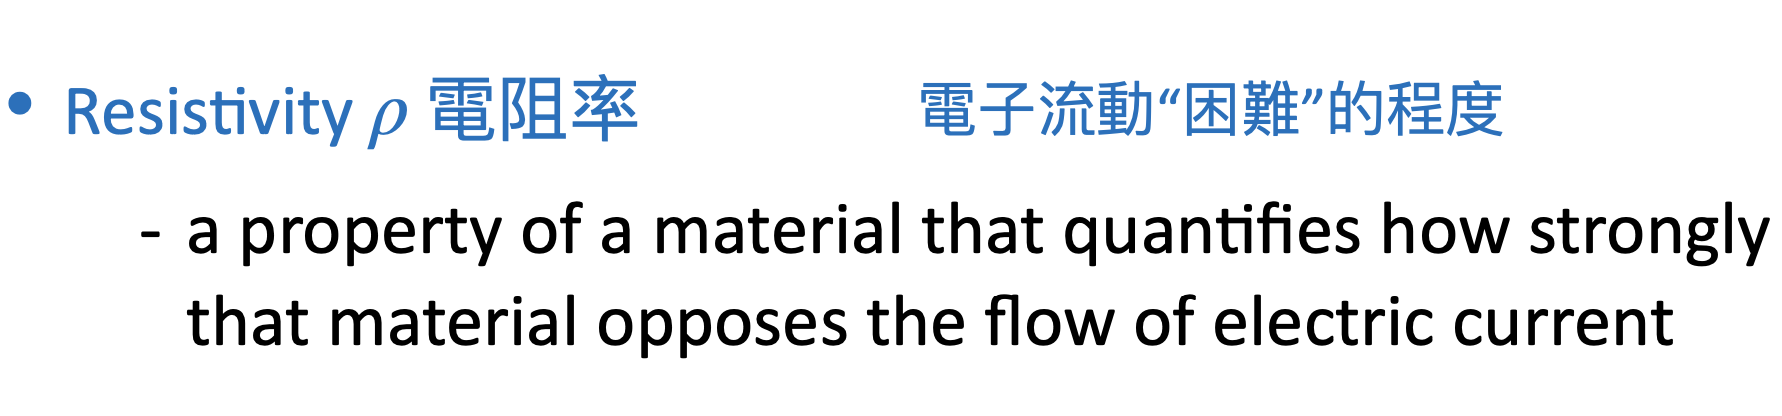 • Resistivity ρ 電阻率 電子流動“困難”的程度
- a property of a material that quantifies how strongly
that material opposes the flow of electric current